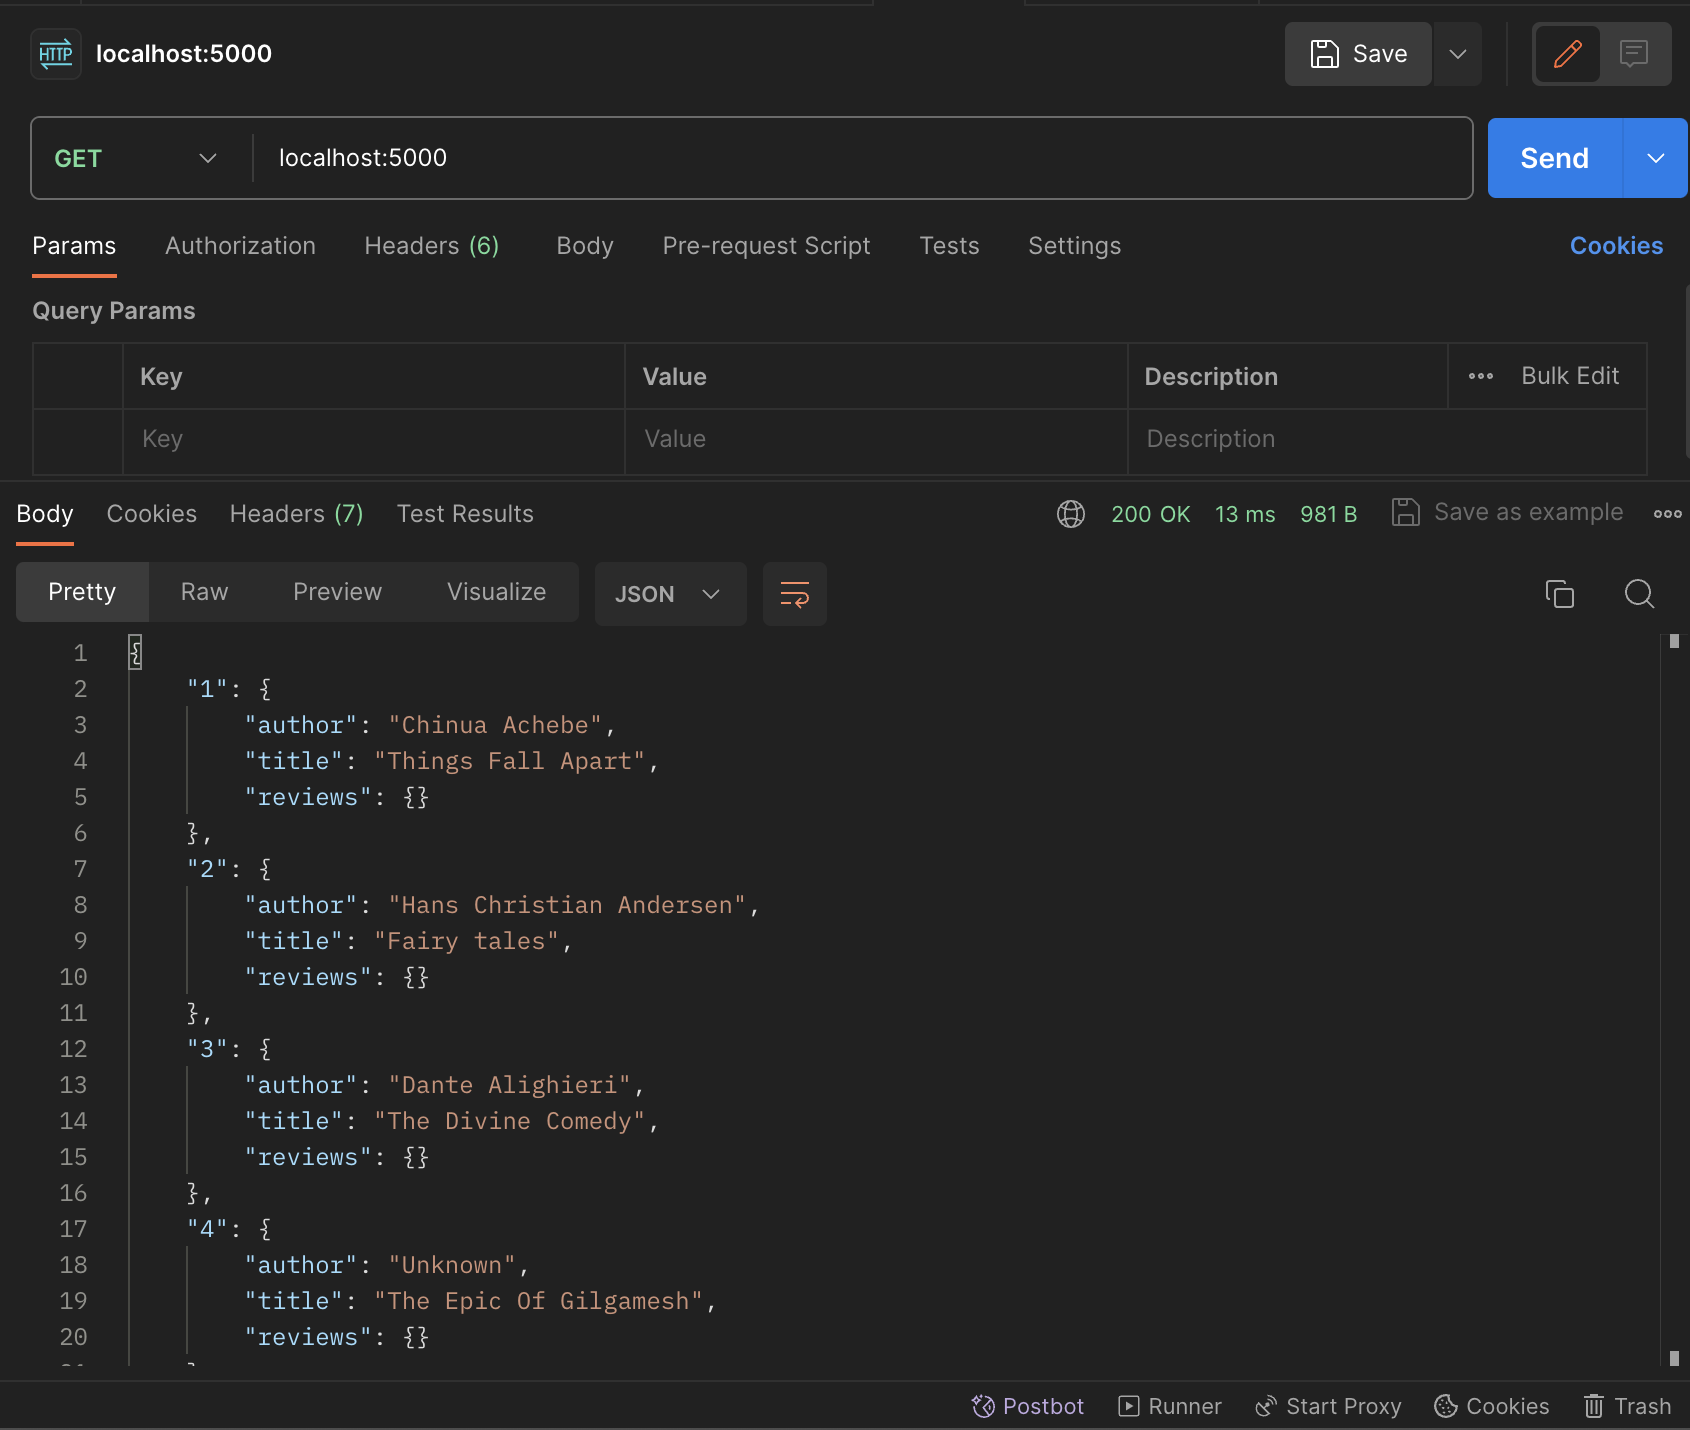 HTTP localhost:5000 Save
GET localhost:5000 Send
Params Authorization Headers (6) Body Pre-request Script Tests Settings Cookies
Query Params
Key Value Description Bulk Edit
Key Value Description
Body Cookies Headers (7) Test Results 200 OK 13 ms 981 B Save as example
Pretty Raw Preview Visualize JSON
1 {
2 "1": {
3 "author": "Chinua Achebe",
4 "title": "Things Fall Apart",
5 "reviews": {}
6 },
7 "2": {
8 "author": "Hans Christian Andersen",
9 "title": "Fairy tales",
10 "reviews": {}
11 },
12 "3": {
13 "author": "Dante Alighieri",
14 "title": "The Divine Comedy",
15 "reviews": {}
16 },
17 "4": {
18 "author": "Unknown",
19 "title": "The Epic Of Gilgamesh",
20 "reviews": {}
Postbot Runner Start Proxy Cookies Trash